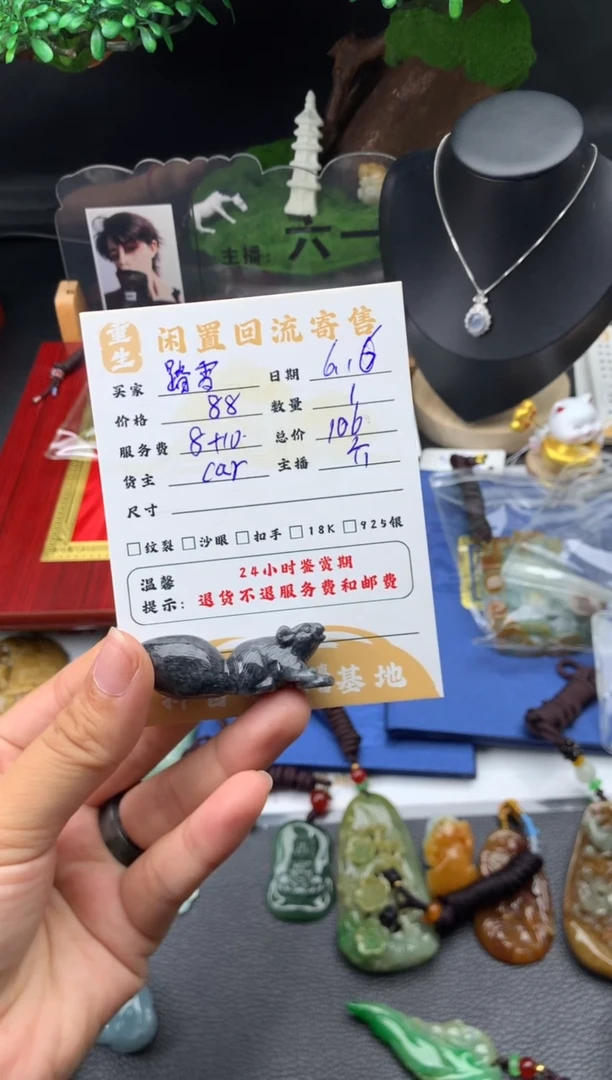 主播：六一
重生 闲置回流寄售
买家 踏雪 日期 6.6
价格 88 数量 1
服务费 8+10 总价 106
货主 car 主播 六
尺寸
纹裂 沙眼 扣手 18K 925银
温馨 24小时鉴赏期
提示： 退货不退服务费和邮费
基地